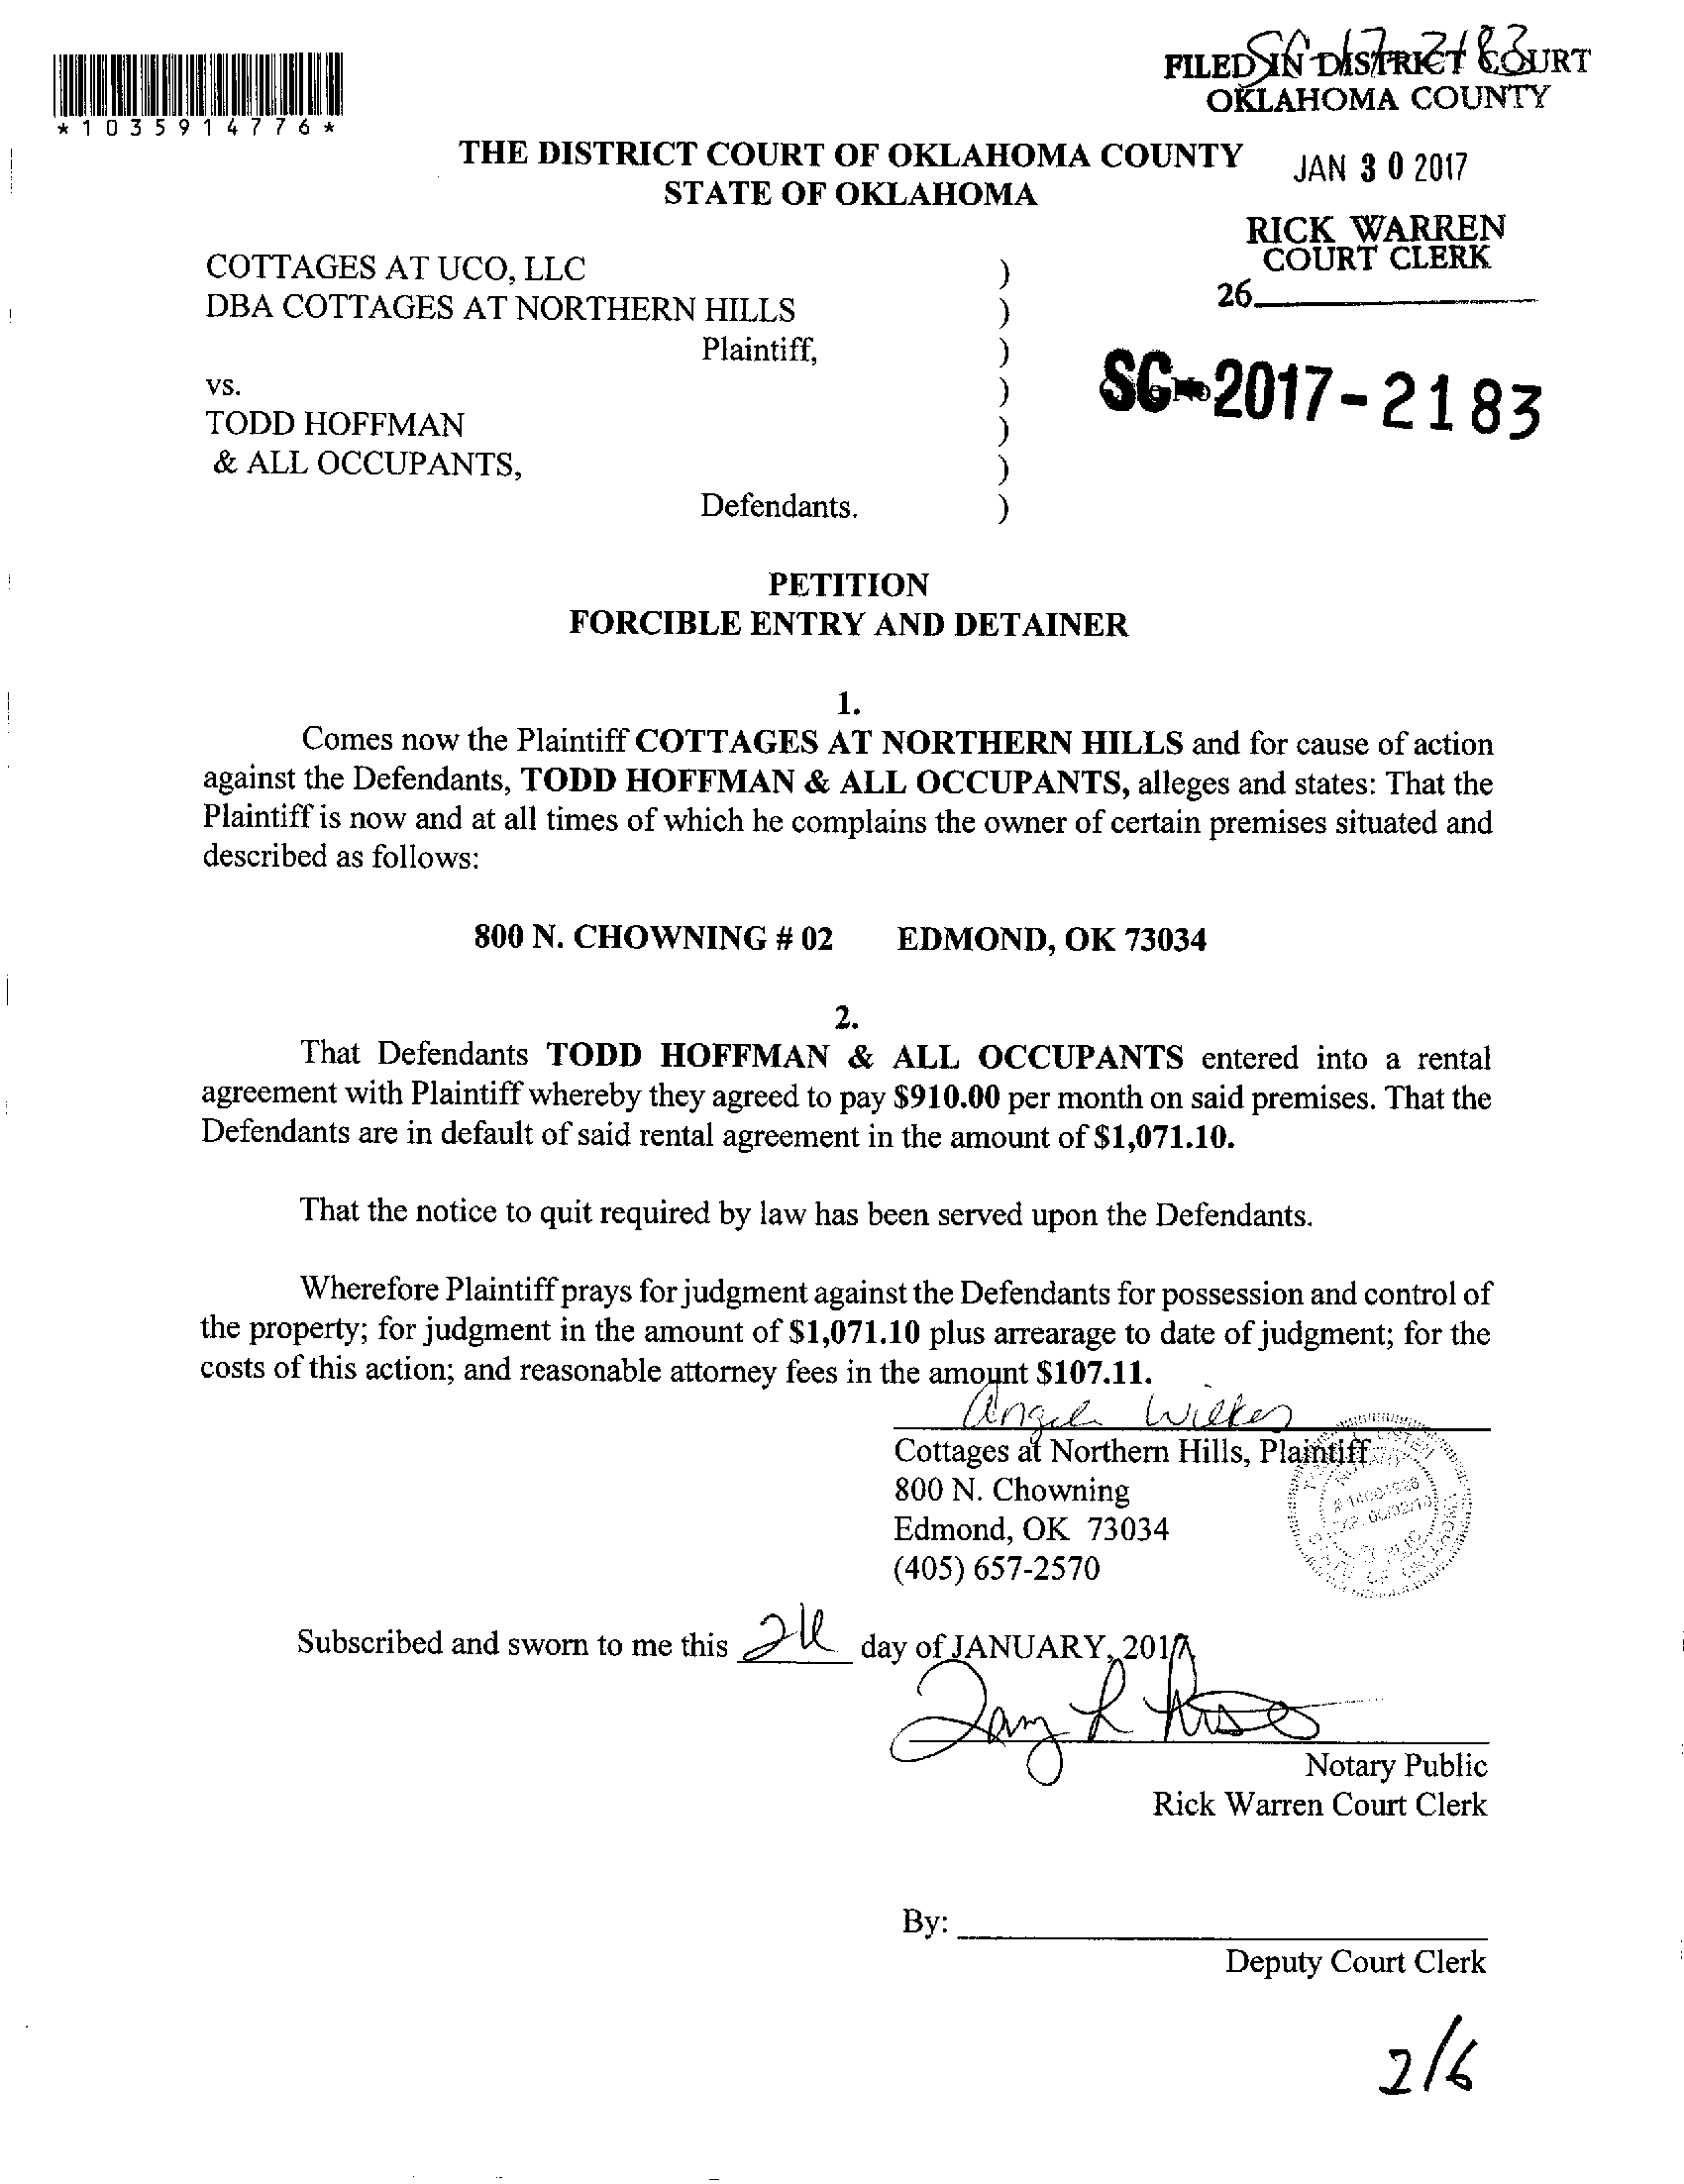 *1035914776*
SC-17-2183
FILED IN DISTRICT COURT
OKLAHOMA COUNTY
THE DISTRICT COURT OF OKLAHOMA COUNTY
STATE OF OKLAHOMA
JAN 30 2017
RICK WARREN
COURT CLERK
26
COTTAGES AT UCO, LLC )
DBA COTTAGES AT NORTHERN HILLS )
Plaintiff, )
vs. )
TODD HOFFMAN )
& ALL OCCUPANTS, )
Defendants. )
SC-2017-2183
PETITION
FORCIBLE ENTRY AND DETAINER
1.
Comes now the Plaintiff COTTAGES AT NORTHERN HILLS and for cause of action
against the Defendants, TODD HOFFMAN & ALL OCCUPANTS, alleges and states: That the
Plaintiff is now and at all times of which he complains the owner of certain premises situated and
described as follows:
800 N. CHOWNING # 02 EDMOND, OK 73034
2.
That Defendants TODD HOFFMAN & ALL OCCUPANTS entered into a rental
agreement with Plaintiff whereby they agreed to pay $910.00 per month on said premises. That the
Defendants are in default of said rental agreement in the amount of $1,071.10.
That the notice to quit required by law has been served upon the Defendants.
Wherefore Plaintiff prays for judgment against the Defendants for possession and control of
the property; for judgment in the amount of $1,071.10 plus arrearage to date of judgment; for the
costs of this action; and reasonable attorney fees in the amount $107.11.
Angela Wilkes
Cottages at Northern Hills, Plaintiff
800 N. Chowning
Edmond, OK 73034
(405) 657-2570
Subscribed and sworn to me this day of JANUARY, 2017
Notary Public
Rick Warren Court Clerk
By:
Deputy Court Clerk
2/6